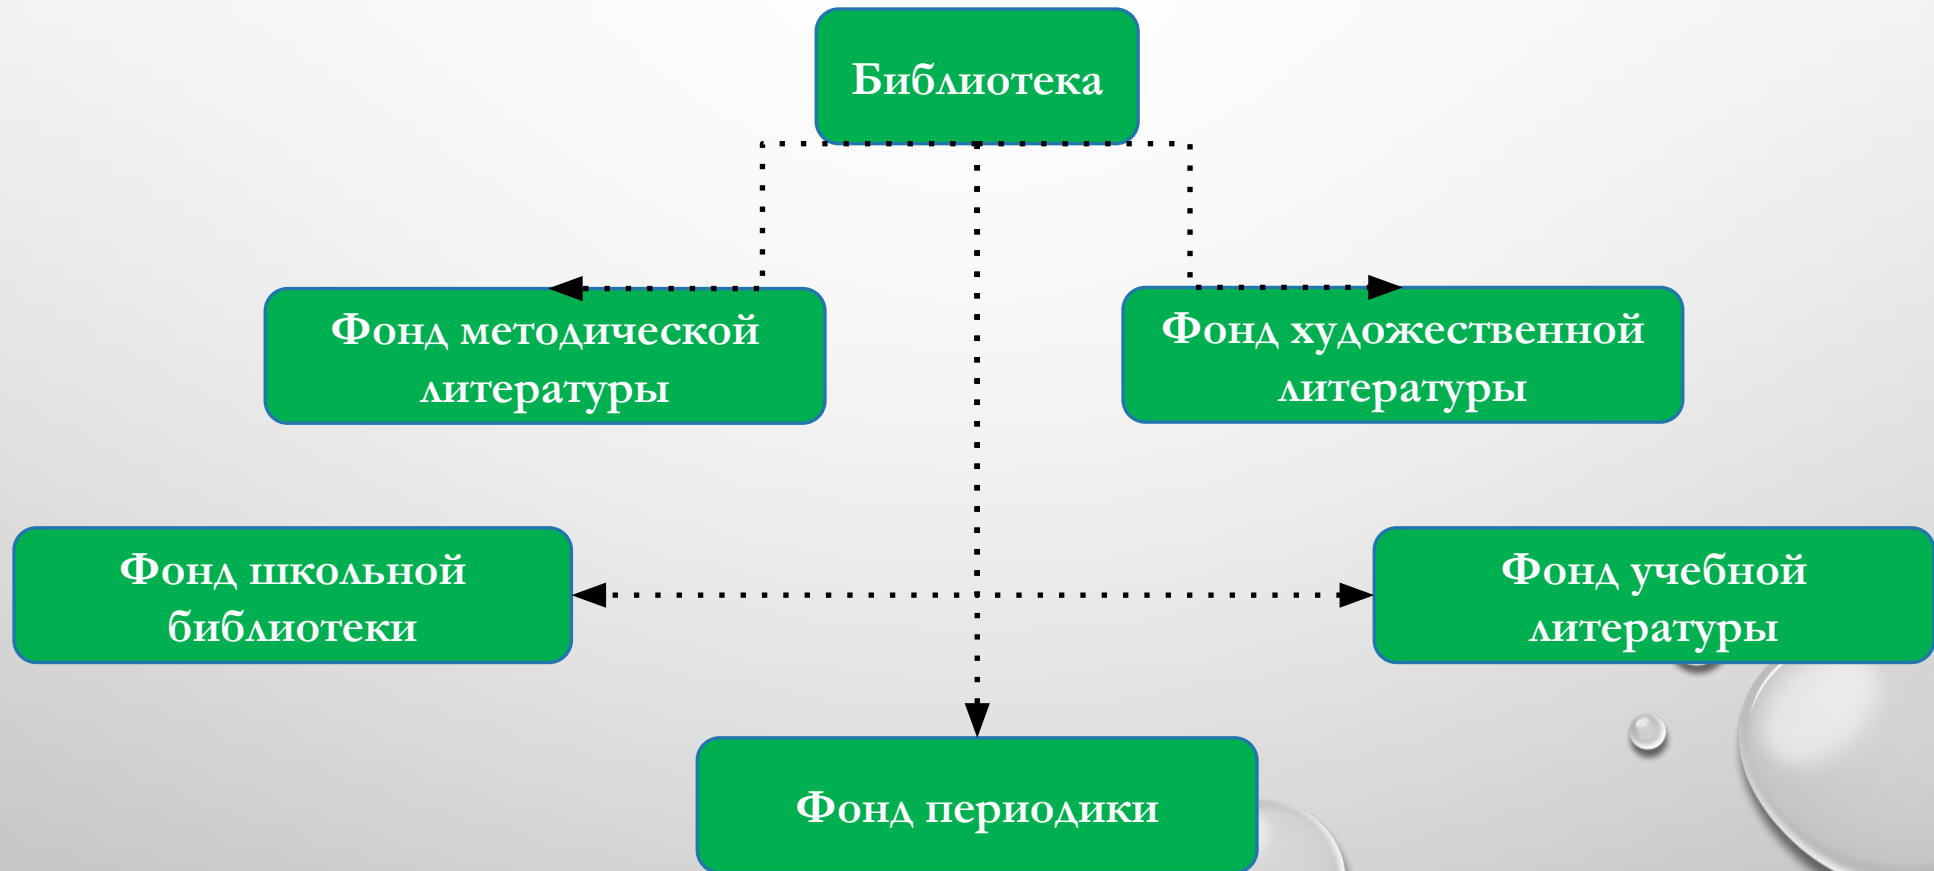 Библиотека
Фонд методической
литературы
Фонд художественной
литературы
Фонд школьной
библиотеки
Фонд учебной
литературы
Фонд периодики